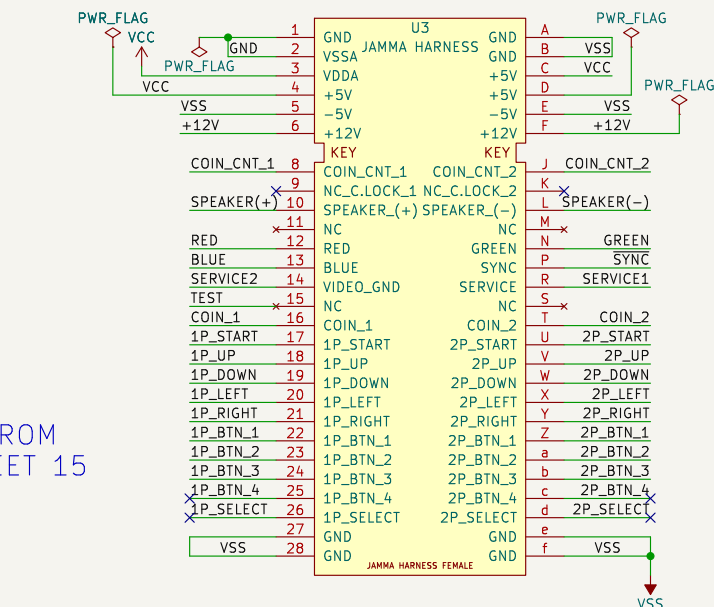 PWR_FLAG
VCC
GND
PWR_FLAG
VCC
VSS
+12V
COIN_CNT_1
SPEAKER(+)
RED
BLUE
SERVICE2
TEST
COIN_1
1P_START
1P_UP
1P_DOWN
1P_LEFT
1P_RIGHT
1P_BTN_1
1P_BTN_2
1P_BTN_3
1P_BTN_4
1P_SELECT
VSS
ROM
EET 15
U3
JAMMA HARNESS
1 GND GND A
2 VSSA GND B
3 VDDA +5V C
4 +5V +5V D
5 -5V -5V E
6 +12V +12V F
KEY KEY
8 COIN_CNT_1 COIN_CNT_2 J
9 NC_C.LOCK_1 NC_C.LOCK_2 K
10 SPEAKER_(+) SPEAKER_(-) L
11 NC NC M
12 RED GREEN N
13 BLUE SYNC P
14 VIDEO_GND SERVICE R
15 NC NC S
16 COIN_1 COIN_2 T
17 1P_START 2P_START U
18 1P_UP 2P_UP V
19 1P_DOWN 2P_DOWN W
20 1P_LEFT 2P_LEFT X
21 1P_RIGHT 2P_RIGHT Y
22 1P_BTN_1 2P_BTN_1 Z
23 1P_BTN_2 2P_BTN_2 a
24 1P_BTN_3 2P_BTN_3 b
25 1P_BTN_4 2P_BTN_4 c
26 1P_SELECT 2P_SELECT d
27 GND GND e
28 GND GND f
JAMMA HARNESS FEMALE
PWR_FLAG
VSS
VCC
PWR_FLAG
VSS
+12V
COIN_CNT_2
SPEAKER(-)
GREEN
SYNC
SERVICE1
COIN_2
2P_START
2P_UP
2P_DOWN
2P_LEFT
2P_RIGHT
2P_BTN_1
2P_BTN_2
2P_BTN_3
2P_BTN_4
2P_SELECT
VSS
VSS